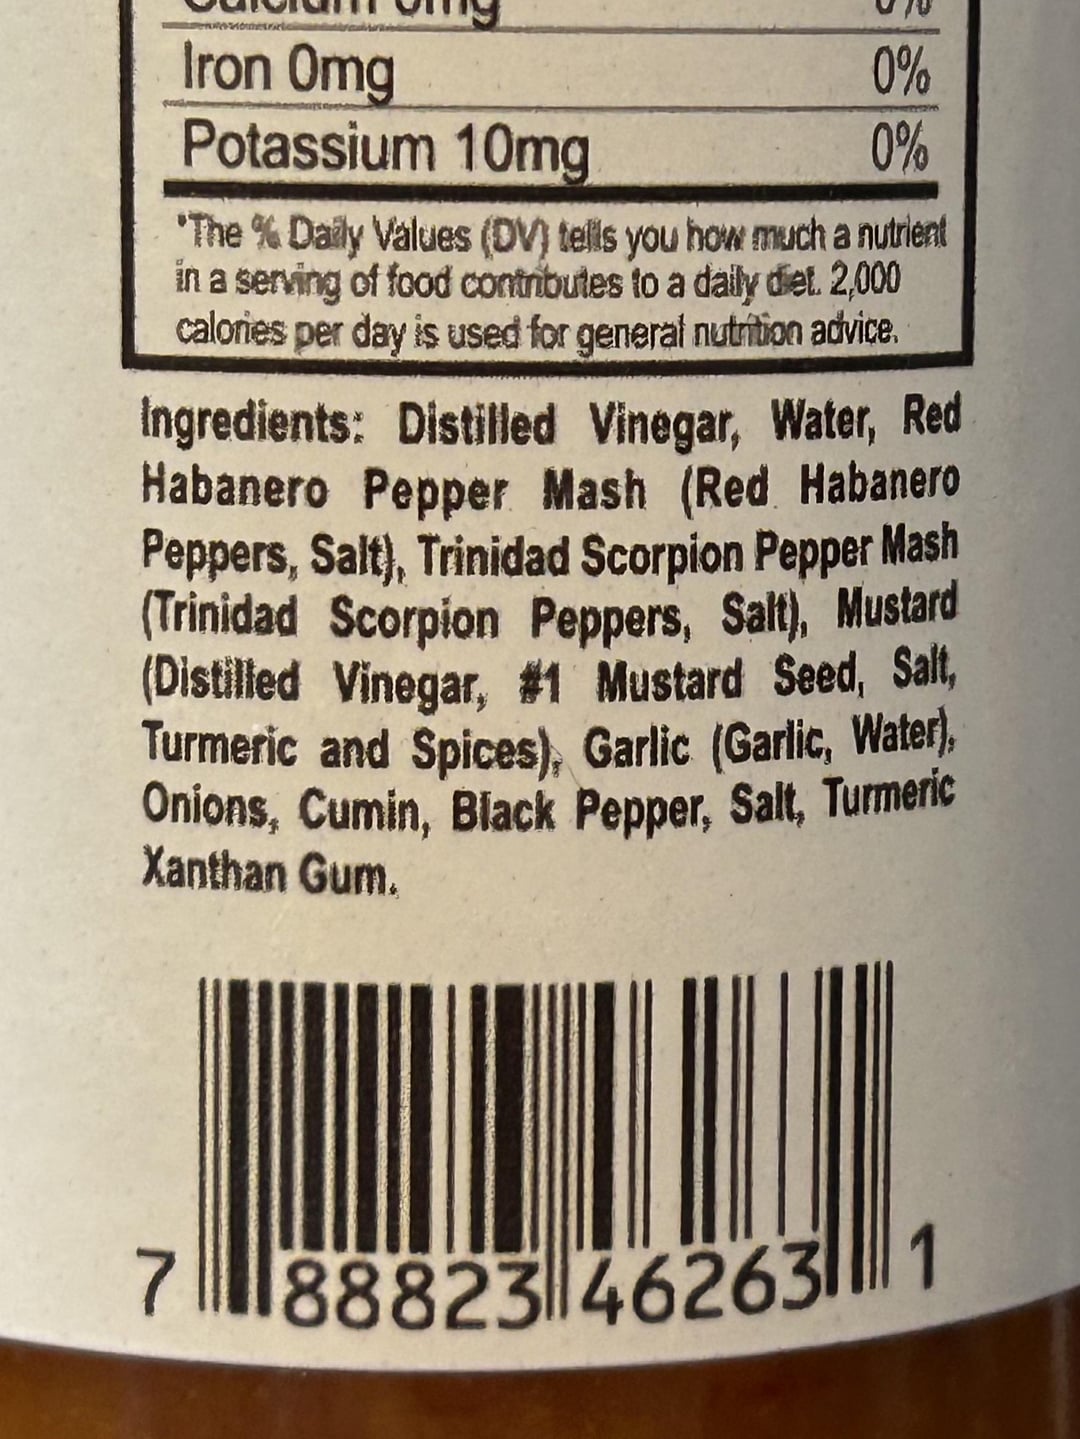 Calcium 0mg 0%
Iron 0mg 0%
Potassium 10mg 0%
*The % Daily Values (DV) tells you how much a nutrient
in a serving of food contributes to a daily diet. 2,000
calories per day is used for general nutrition advice.
Ingredients: Distilled Vinegar, Water, Red
Habanero Pepper Mash (Red Habanero
Peppers, Salt), Trinidad Scorpion Pepper Mash
(Trinidad Scorpion Peppers, Salt), Mustard
(Distilled Vinegar, #1 Mustard Seed, Salt,
Turmeric and Spices), Garlic (Garlic, Water),
Onions, Cumin, Black Pepper, Salt, Turmeric
Xanthan Gum.
7 88823 46263 1